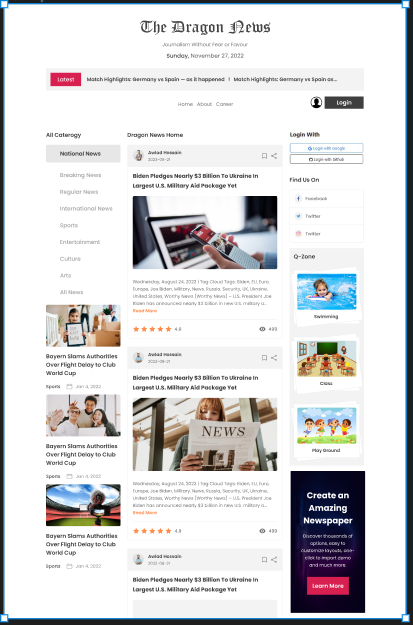 The Dragon News
Journalism Without Fear or Favour
Sunday, November 27, 2022
Latest
Match Highlights: Germany vs Spain — as it happened ! Match Highlights: Germany vs Spain as...
Home About Career
Login
All Caterogy
National News
Breaking News
Regular News
International News
Sports
Entertainment
Culture
Arts
All News
Bayern Slams Authorities
Over Flight Delay to Club
World Cup
Sports Jan 4, 2022
Bayern Slams Authorities
Over Flight Delay to Club
World Cup
Sports Jan 4, 2022
Bayern Slams Authorities
Over Flight Delay to Club
World Cup
Sports Jan 4, 2022
Dragon News Home
Awlad Hossain
2022-08-21
Biden Pledges Nearly $3 Billion To Ukraine In
Largest U.S. Military Aid Package Yet
Wednesday, August 24, 2022 | Tag Cloud Tags: Biden, EU, Euro,
Europe, Joe Biden, Military, News, Russia, Security, UK, Ukraine,
United States, Worthy News (Worthy News) – U.S. President Joe
Biden has announced nearly $3 billion in new U.S. military a...
Read More
4.9
499
Awlad Hossain
2022-08-21
Biden Pledges Nearly $3 Billion To Ukraine In
Largest U.S. Military Aid Package Yet
NEWS
Wednesday, August 24, 2022 | Tag Cloud Tags: Biden, EU, Euro,
Europe, Joe Biden, Military, News, Russia, Security, UK, Ukraine,
United States, Worthy News (Worthy News) – U.S. President Joe
Biden has announced nearly $3 billion in new U.S. military a...
Read More
4.9
499
Awlad Hossain
2022-08-21
Biden Pledges Nearly $3 Billion To Ukraine In
Largest U.S. Military Aid Package Yet
Login With
Login with Google
Login with Github
Find Us On
Facebook
Twitter
Twitter
Q-Zone
Swimming
Class
Play Ground
Create an
Amazing
Newspaper
Discover thousands of
options, easy to
customize layouts, one-
click to import demo
and much more.
Learn More